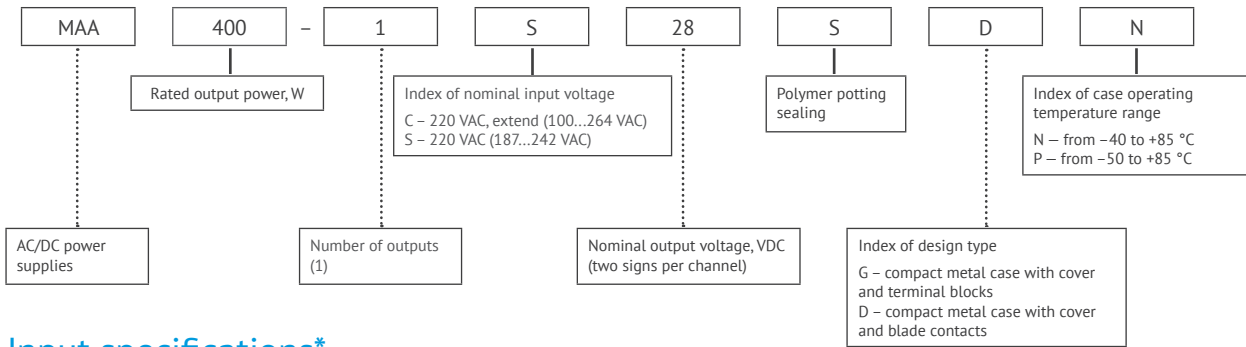 MAA 400 – 1 S 28 S D N
Rated output power, W
Index of nominal input voltage
C – 220 VAC, extend (100...264 VAC)
S – 220 VAC (187...242 VAC)
Polymer potting
sealing
Index of case operating
temperature range
N — from –40 to +85 °C
P — from –50 to +85 °C
AC/DC power
supplies
Number of outputs
(1)
Nominal output voltage, VDC
(two signs per channel)
Index of design type
G – compact metal case with cover
and terminal blocks
D – compact metal case with cover
and blade contacts
Input specifications*